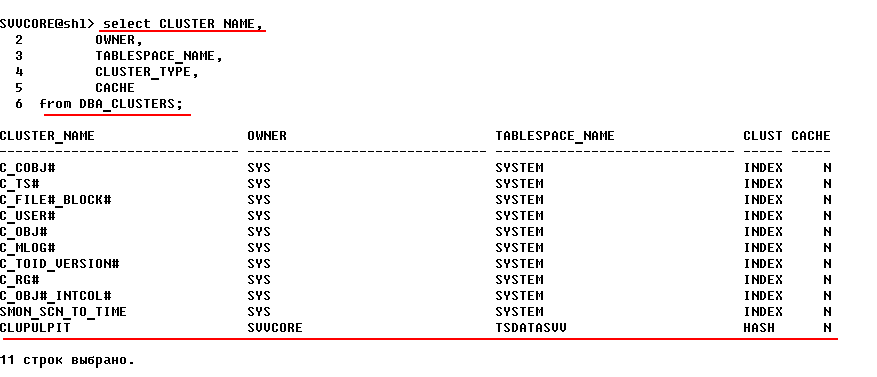 SVVCORE@shl> select CLUSTER_NAME,
2 OWNER,
3 TABLESPACE_NAME,
4 CLUSTER_TYPE,
5 CACHE
6 from DBA_CLUSTERS;
CLUSTER_NAME OWNER TABLESPACE_NAME CLUST CACHE
------------------------------ ------------------------------ ------------------------------ ----- -----
C_COBJ# SYS SYSTEM INDEX N
C_TS# SYS SYSTEM INDEX N
C_FILE#_BLOCK# SYS SYSTEM INDEX N
C_USER# SYS SYSTEM INDEX N
C_OBJ# SYS SYSTEM INDEX N
C_MLOG# SYS SYSTEM INDEX N
C_TOID_VERSION# SYS SYSTEM INDEX N
C_RG# SYS SYSTEM INDEX N
C_OBJ#_INTCOL# SYS SYSTEM INDEX N
SMON_SCN_TO_TIME SYS SYSTEM INDEX N
CLUPULPIT SVVCORE TSDATASVV HASH N
11 строк выбрано.